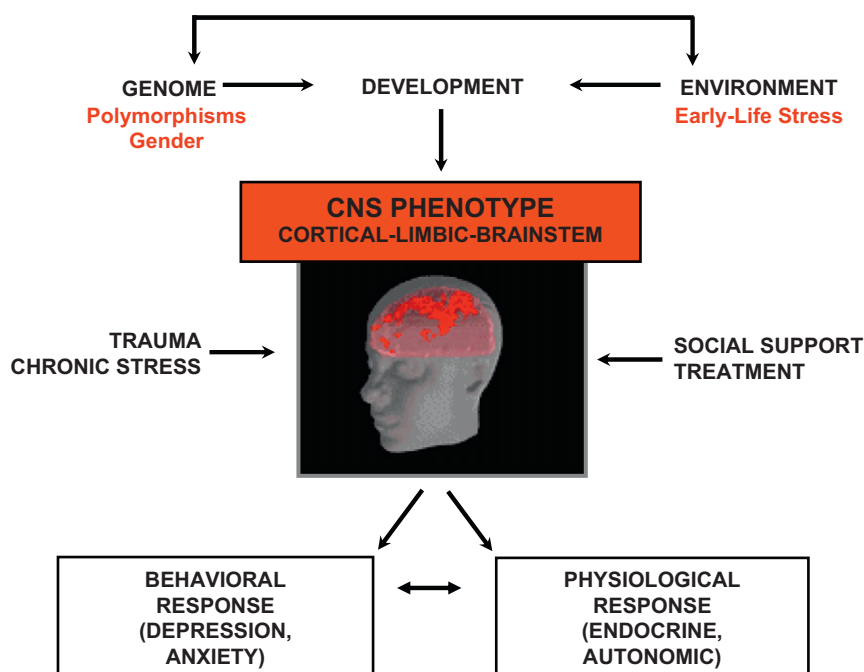 GENOME
Polymorphisms
Gender
DEVELOPMENT
ENVIRONMENT
Early-Life Stress
CNS PHENOTYPE
CORTICAL-LIMBIC-BRAINSTEM
TRAUMA
CHRONIC STRESS
SOCIAL SUPPORT
TREATMENT
BEHAVIORAL
RESPONSE
(DEPRESSION,
ANXIETY)
PHYSIOLOGICAL
RESPONSE
(ENDOCRINE,
AUTONOMIC)